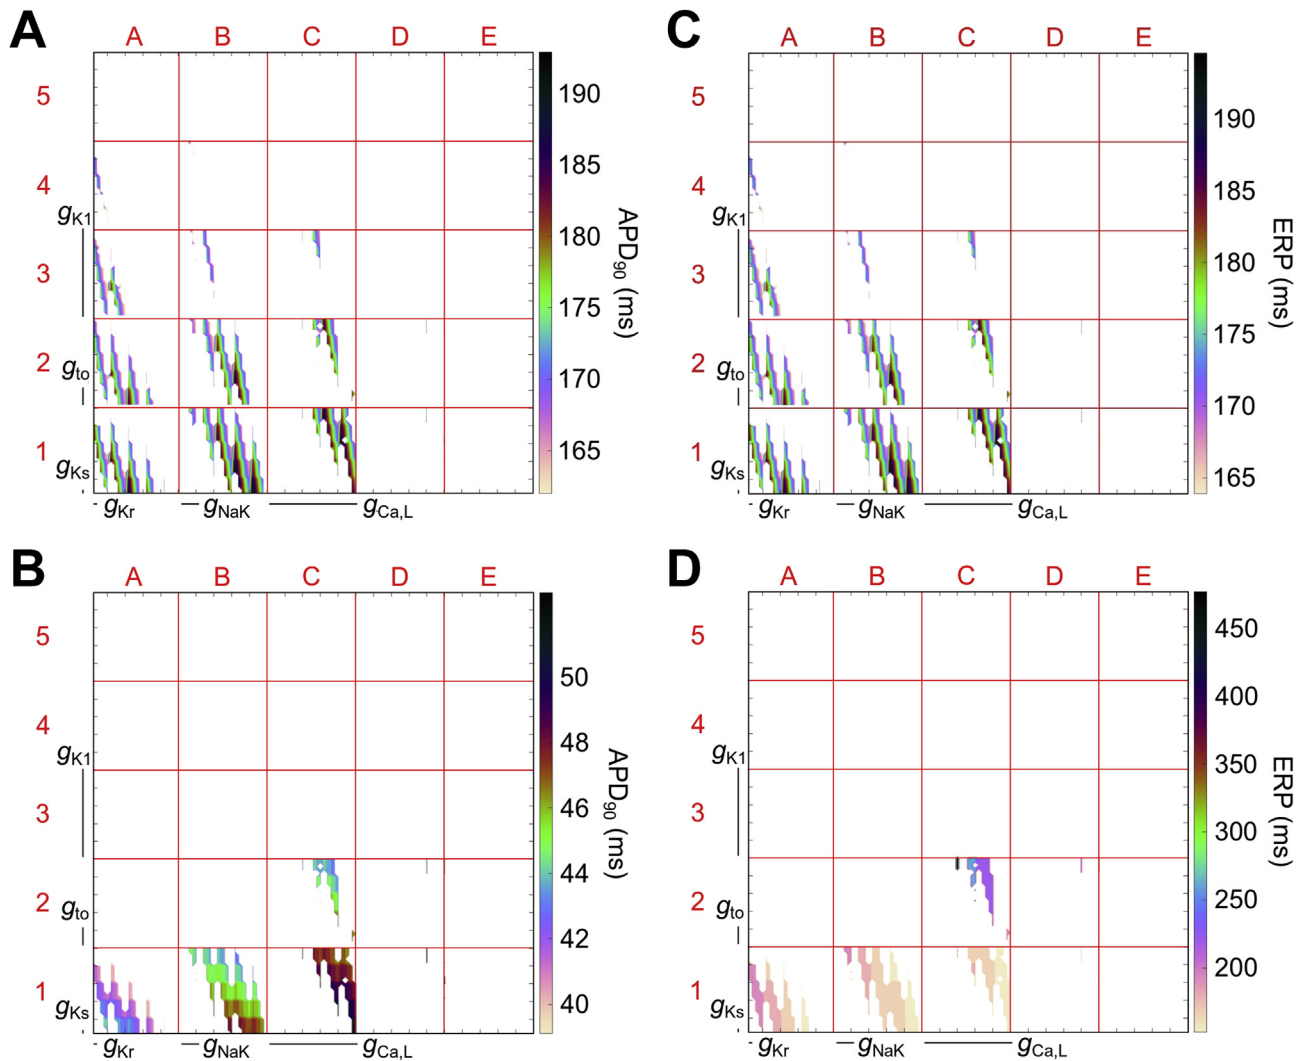 A
A B C D E
5
4
3
2
1
gK1
gto
gKs
gKr
gNaK
gCa,L
190
185
180
175
170
165
APD90 (ms)
C
A B C D E
5
4
3
2
1
gK1
gto
gKs
gKr
gNaK
gCa,L
190
185
180
175
170
165
ERP (ms)
B
A B C D E
5
4
3
2
1
gK1
gto
gKs
gKr
gNaK
gCa,L
50
48
46
44
42
40
APD90 (ms)
D
A B C D E
5
4
3
2
1
gK1
gto
gKs
gKr
gNaK
gCa,L
450
400
350
300
250
200
ERP (ms)